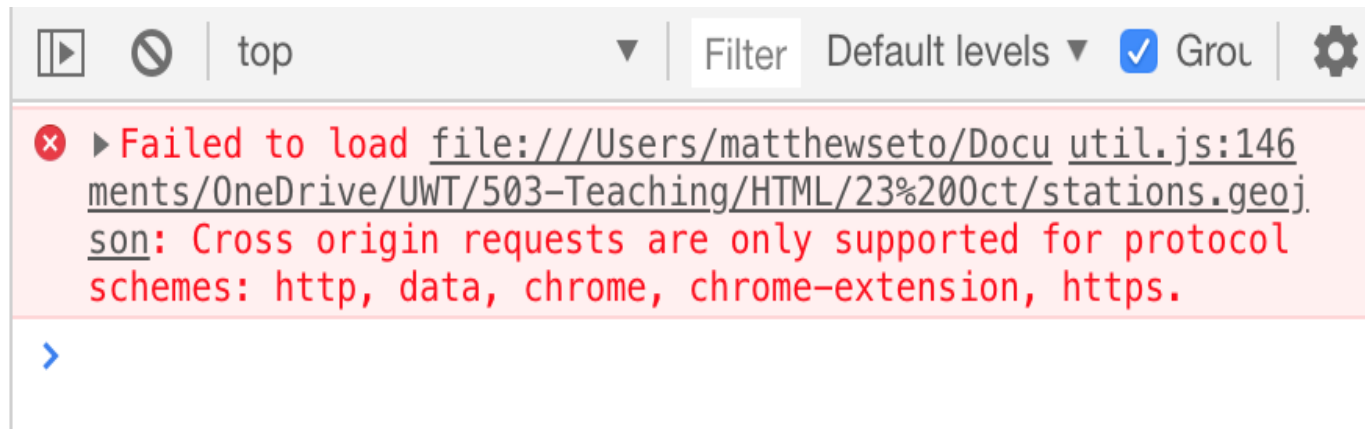 top ▼ Filter Default levels ▼ Grou
Failed to load file:///Users/matthewseto/Docu util.js:146
ments/OneDrive/UWT/503-Teaching/HTML/23%20Oct/stations.geoj
son: Cross origin requests are only supported for protocol
schemes: http, data, chrome, chrome-extension, https.